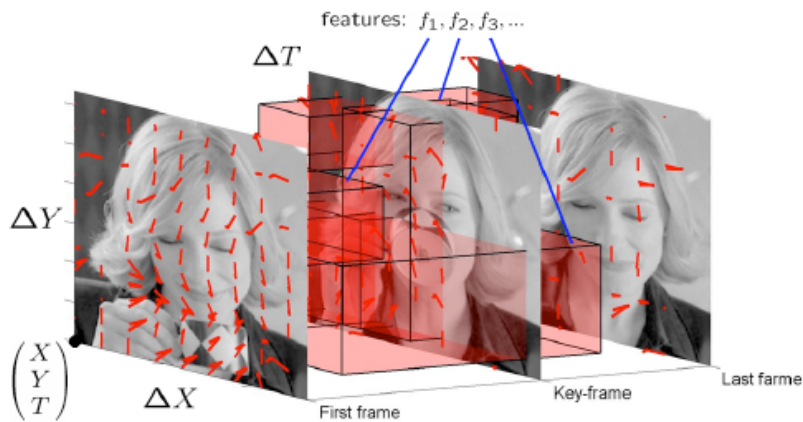 features: f₁, f₂, f₃, ...
ΔT
ΔY
X
Y
T
ΔX
First frame
Key-frame
Last farme